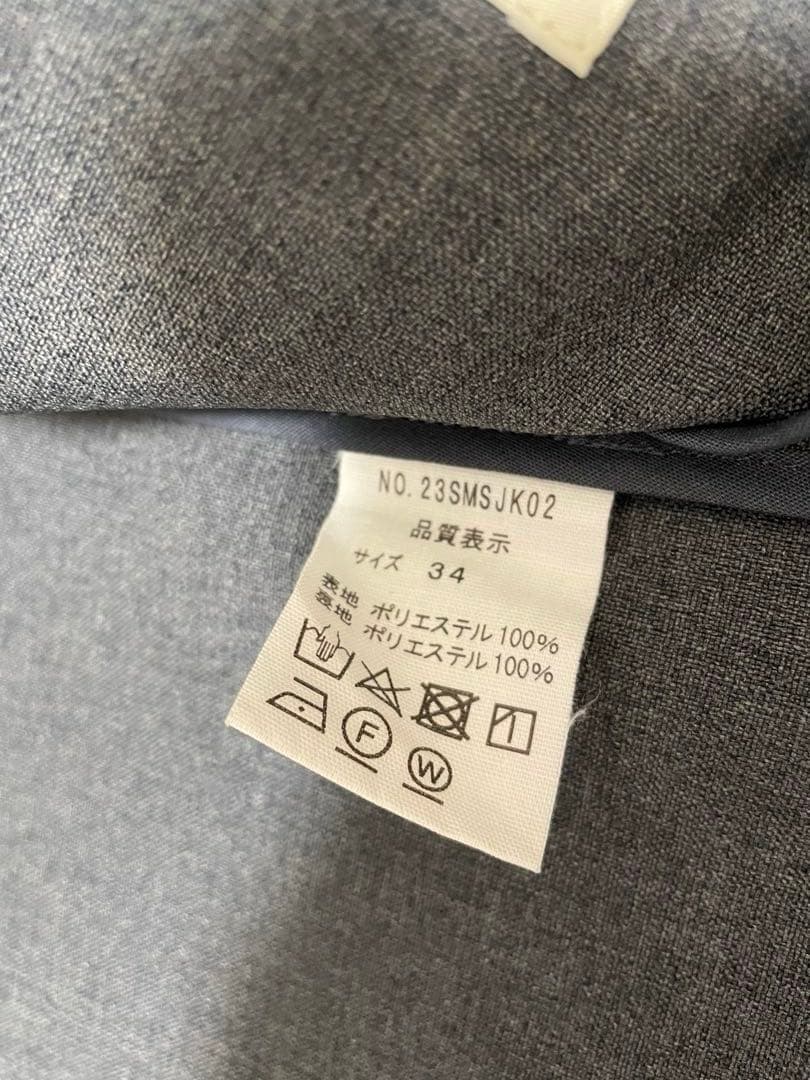 NO. 23SMSJK02
品質表示
サイズ 34
表地 ポリエステル100%
表地 ポリエステル100%
F
W